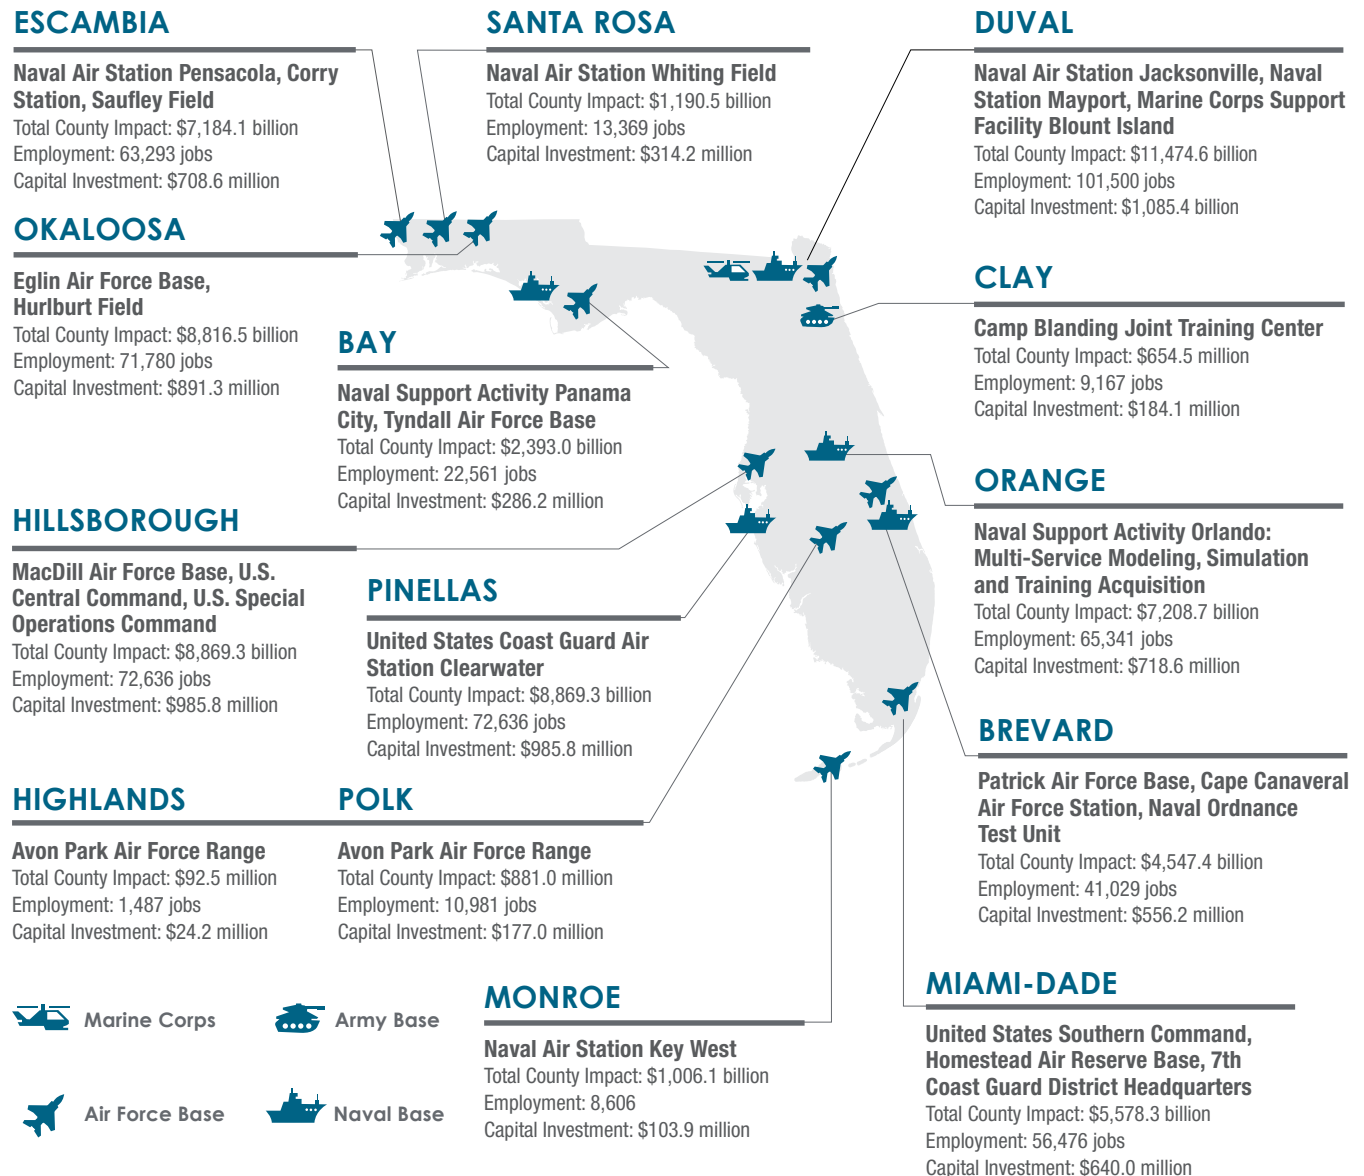 ESCAMBIA
Naval Air Station Pensacola, Corry
Station, Saufley Field
Total County Impact: $7,184.1 billion
Employment: 63,293 jobs
Capital Investment: $708.6 million
SANTA ROSA
Naval Air Station Whiting Field
Total County Impact: $1,190.5 billion
Employment: 13,369 jobs
Capital Investment: $314.2 million
DUVAL
Naval Air Station Jacksonville, Naval
Station Mayport, Marine Corps Support
Facility Blount Island
Total County Impact: $11,474.6 billion
Employment: 101,500 jobs
Capital Investment: $1,085.4 billion
OKALOOSA
Eglin Air Force Base,
Hurlburt Field
Total County Impact: $8,816.5 billion
Employment: 71,780 jobs
Capital Investment: $891.3 million
CLAY
Camp Blanding Joint Training Center
Total County Impact: $654.5 million
Employment: 9,167 jobs
Capital Investment: $184.1 million
BAY
Naval Support Activity Panama
City, Tyndall Air Force Base
Total County Impact: $2,393.0 billion
Employment: 22,561 jobs
Capital Investment: $286.2 million
ORANGE
Naval Support Activity Orlando:
Multi-Service Modeling, Simulation
and Training Acquisition
Total County Impact: $7,208.7 billion
Employment: 65,341 jobs
Capital Investment: $718.6 million
HILLSBOROUGH
MacDill Air Force Base, U.S.
Central Command, U.S. Special
Operations Command
Total County Impact: $8,869.3 billion
Employment: 72,636 jobs
Capital Investment: $985.8 million
PINELLAS
United States Coast Guard Air
Station Clearwater
Total County Impact: $8,869.3 billion
Employment: 72,636 jobs
Capital Investment: $985.8 million
BREVARD
Patrick Air Force Base, Cape Canaveral
Air Force Station, Naval Ordnance
Test Unit
Total County Impact: $4,547.4 billion
Employment: 41,029 jobs
Capital Investment: $556.2 million
HIGHLANDS
Avon Park Air Force Range
Total County Impact: $92.5 million
Employment: 1,487 jobs
Capital Investment: $24.2 million
POLK
Avon Park Air Force Range
Total County Impact: $881.0 million
Employment: 10,981 jobs
Capital Investment: $177.0 million
MONROE
Naval Air Station Key West
Total County Impact: $1,006.1 billion
Employment: 8,606
Capital Investment: $103.9 million
MIAMI-DADE
United States Southern Command,
Homestead Air Reserve Base, 7th
Coast Guard District Headquarters
Total County Impact: $5,578.3 billion
Employment: 56,476 jobs
Capital Investment: $640.0 million
Marine Corps
Army Base
Air Force Base
Naval Base